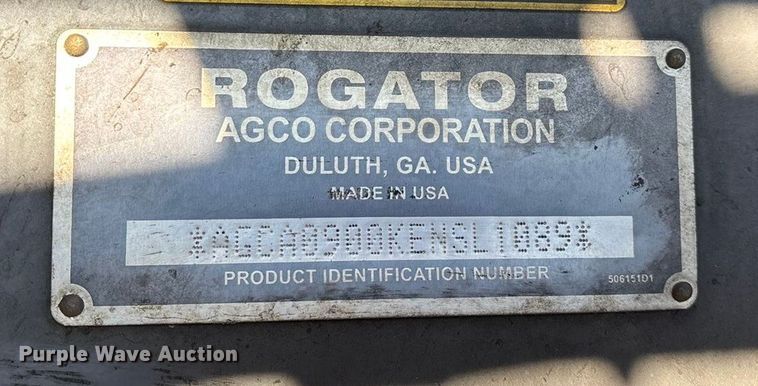 ROGATOR
AGCO CORPORATION
DULUTH, GA. USA
MADE IN USA
*AGCA0900KENSL1089*
PRODUCT IDENTIFICATION NUMBER
506151D1
Purple Wave Auction